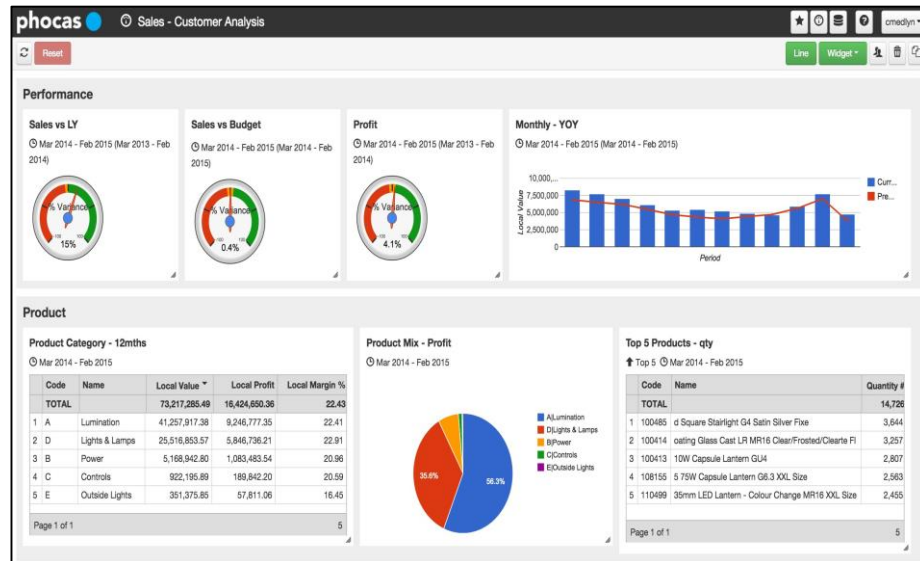 phocas Sales - Customer Analysis cmedlyn
Reset Line Widget
Performance
Sales vs LY
Mar 2014 - Feb 2015 (Mar 2013 - Feb
2014)
% Variance
-100 100
15%
Sales vs Budget
Mar 2014 - Feb 2015 (Mar 2014 - Feb
2015)
% Variance
-100 100
0.4%
Profit
Mar 2014 - Feb 2015 (Mar 2013 - Feb
2014)
% Variance
-100 100
4.1%
Monthly - YOY
Mar 2014 - Feb 2015 (Mar 2014 - Feb 2015)
Local Value
10,000,...
7,500,000
5,000,000
2,500,000
0
Period
Curr...
Pre...
Product
Product Category - 12mths
Mar 2014 - Feb 2015
Code Name Local Value Local Profit Local Margin %
TOTAL 73,217,285.49 16,424,650.36 22.43
1 A Lumination 41,257,917.38 9,246,777.35 22.41
2 D Lights & Lamps 25,516,853.57 5,846,736.21 22.91
3 B Power 5,168,942.80 1,083,483.54 20.96
4 C Controls 922,195.89 189,842.20 20.59
5 E Outside Lights 351,375.85 57,811.06 16.45
Page 1 of 1 5
Product Mix - Profit
Mar 2014 - Feb 2015
35.6%
56.3%
A|Lumination
D|Lights & Lamps
B|Power
C|Controls
E|Outside Lights
Top 5 Products - qty
Top 5 Mar 2014 - Feb 2015
Code Name Quantity #
TOTAL 14,726
1 100485 d Square Stairlight G4 Satin Silver Fixe 3,644
2 100414 oating Glass Cast LR MR16 Clear/Frosted/Clearte Fl 3,257
3 100413 10W Capsule Lantern GU4 2,807
4 108155 5 75W Capsule Lantern G6.3 XXL Size 2,563
5 110499 35mm LED Lantern - Colour Change MR16 XXL Size 2,455
Page 1 of 1 5